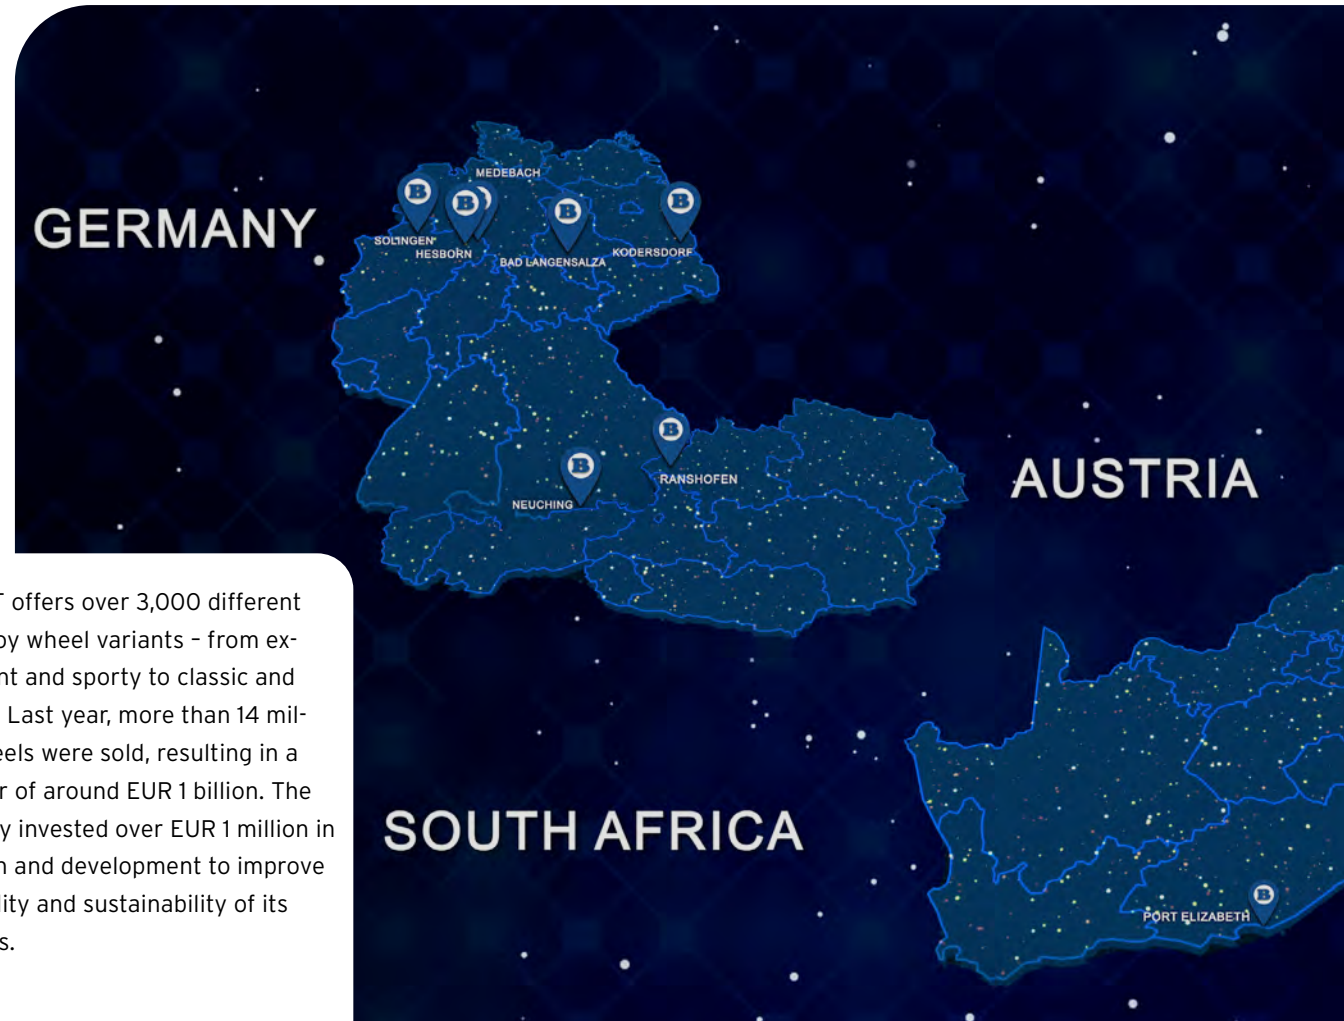 GERMANY
MEDEBACH
SOLINGEN
HESBORN
BAD LANGENSALZA
KODERSDORF
B
B
B
B
RANSHOFEN
B
NEUCHING
B
AUSTRIA
offers over 3,000 different
wheel variants – from ex-
and sporty to classic and
Last year, more than 14 mil-
were sold, resulting in a
of around EUR 1 billion. The
invested over EUR 1 million in
and development to improve
and sustainability of its
SOUTH AFRICA
PORT ELIZABETH
B